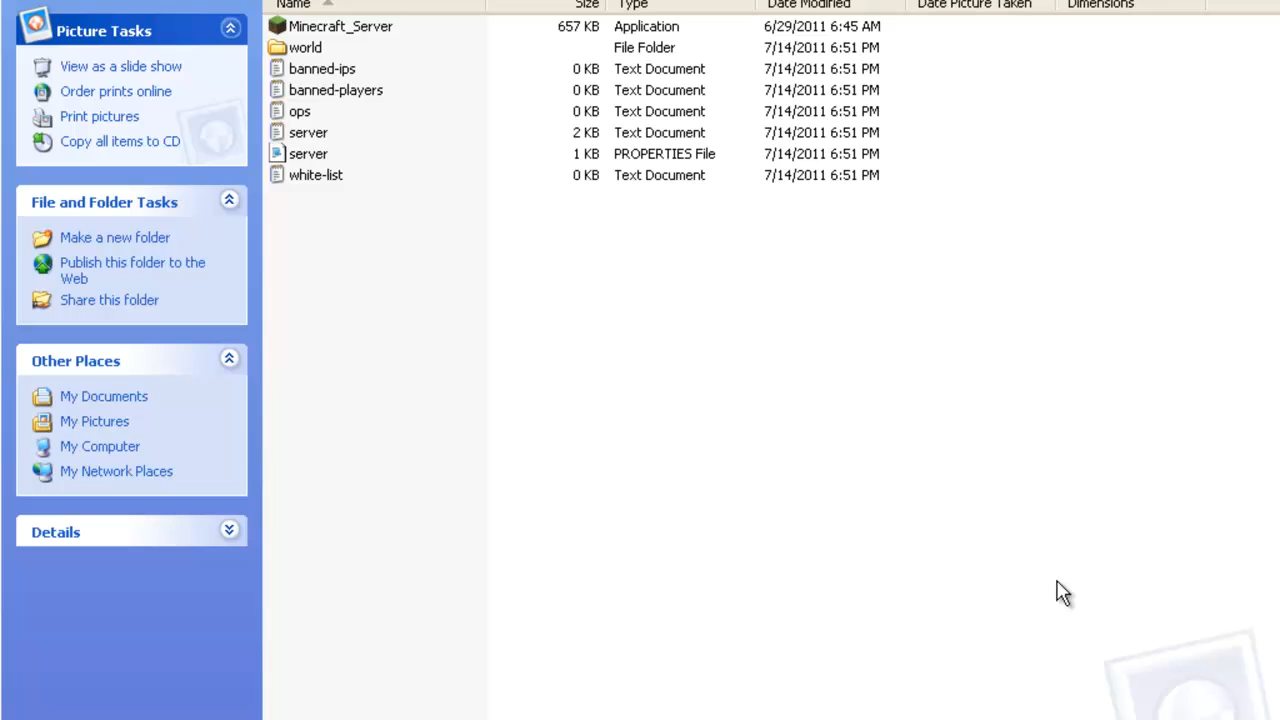 Picture Tasks
View as a slide show
Order prints online
Print pictures
Copy all items to CD
File and Folder Tasks
Make a new folder
Publish this folder to the
Web
Share this folder
Other Places
My Documents
My Pictures
My Computer
My Network Places
Details
Name Size Type Date Modified Date Picture Taken Dimensions
Minecraft_Server 657 KB Application 6/29/2011 6:45 AM
world File Folder 7/14/2011 6:51 PM
banned-ips 0 KB Text Document 7/14/2011 6:51 PM
banned-players 0 KB Text Document 7/14/2011 6:51 PM
ops 0 KB Text Document 7/14/2011 6:51 PM
server 2 KB Text Document 7/14/2011 6:51 PM
server 1 KB PROPERTIES File 7/14/2011 6:51 PM
white-list 0 KB Text Document 7/14/2011 6:51 PM